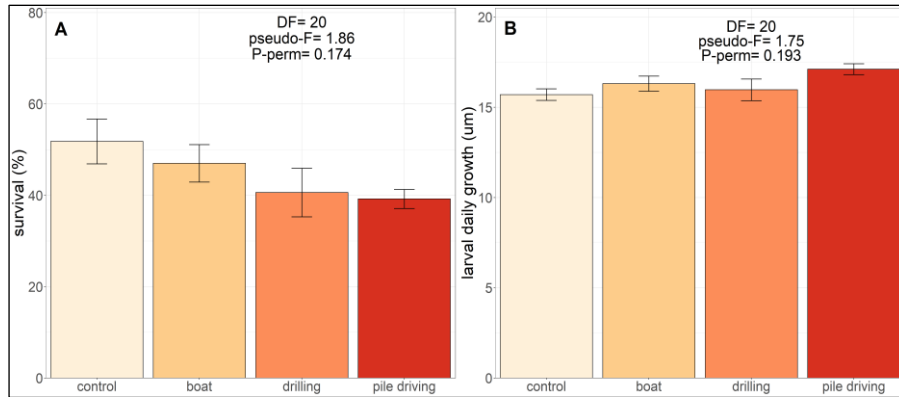 A
DF= 20
pseudo-F= 1.86
P-perm= 0.174
survival (%)
80
60
40
20
0
control boat drilling pile driving
B
DF= 20
pseudo-F= 1.75
P-perm= 0.193
larval daily growth (um)
20
15
10
5
0
control boat drilling pile driving